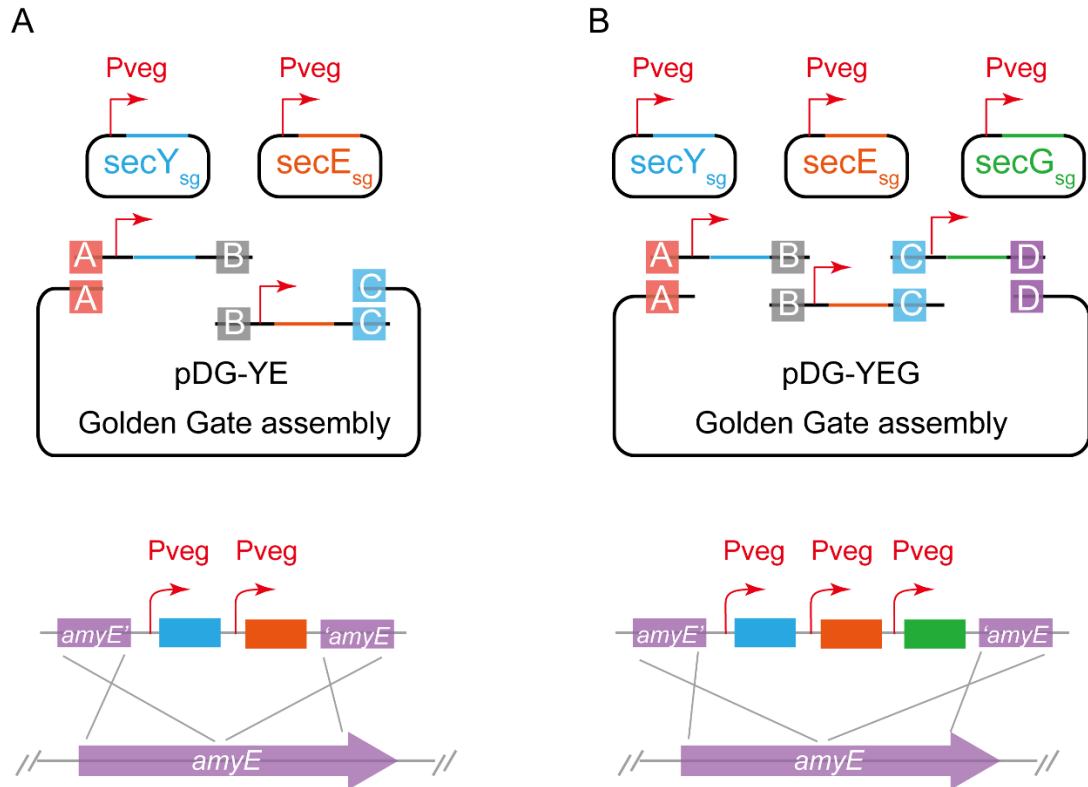 A
Pveg
Pveg
secYsg
secEsg
A
B
A
C
B
C
pDG-YE
Golden Gate assembly
Pveg
Pveg
amyE'
'amyE
//
amyE
//
B
Pveg
Pveg
Pveg
secYsg
secEsg
secGsg
A
B
C
D
A
B
C
D
pDG-YEG
Golden Gate assembly
Pveg
Pveg
Pveg
amyE'
'amyE
//
amyE
//